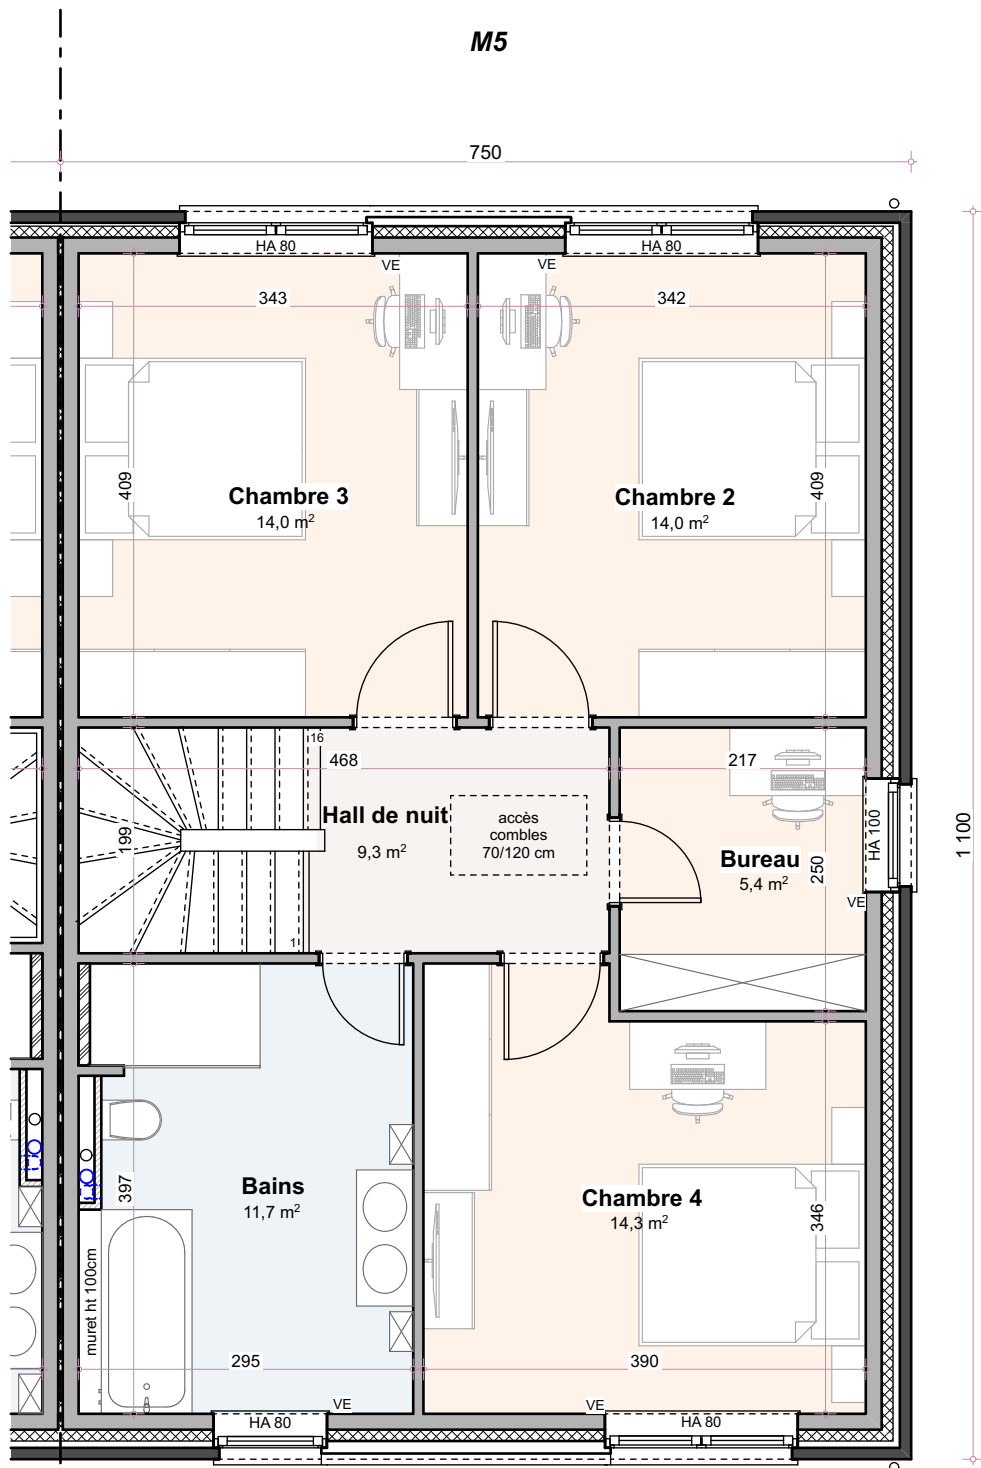 M5
750
HA 80
HA 80
VE
VE
343
342
409
409
Chambre 3
14,0 m²
Chambre 2
14,0 m²
16
468
217
Hall de nuit
9,3 m²
accès
combles
70/120 cm
199
Bureau
5,4 m²
250
HA 100
VE
1 100
1
Bains
11,7 m²
397
muret ht 100cm
Chambre 4
14,3 m²
346
295
390
VE
VE
HA 80
HA 80